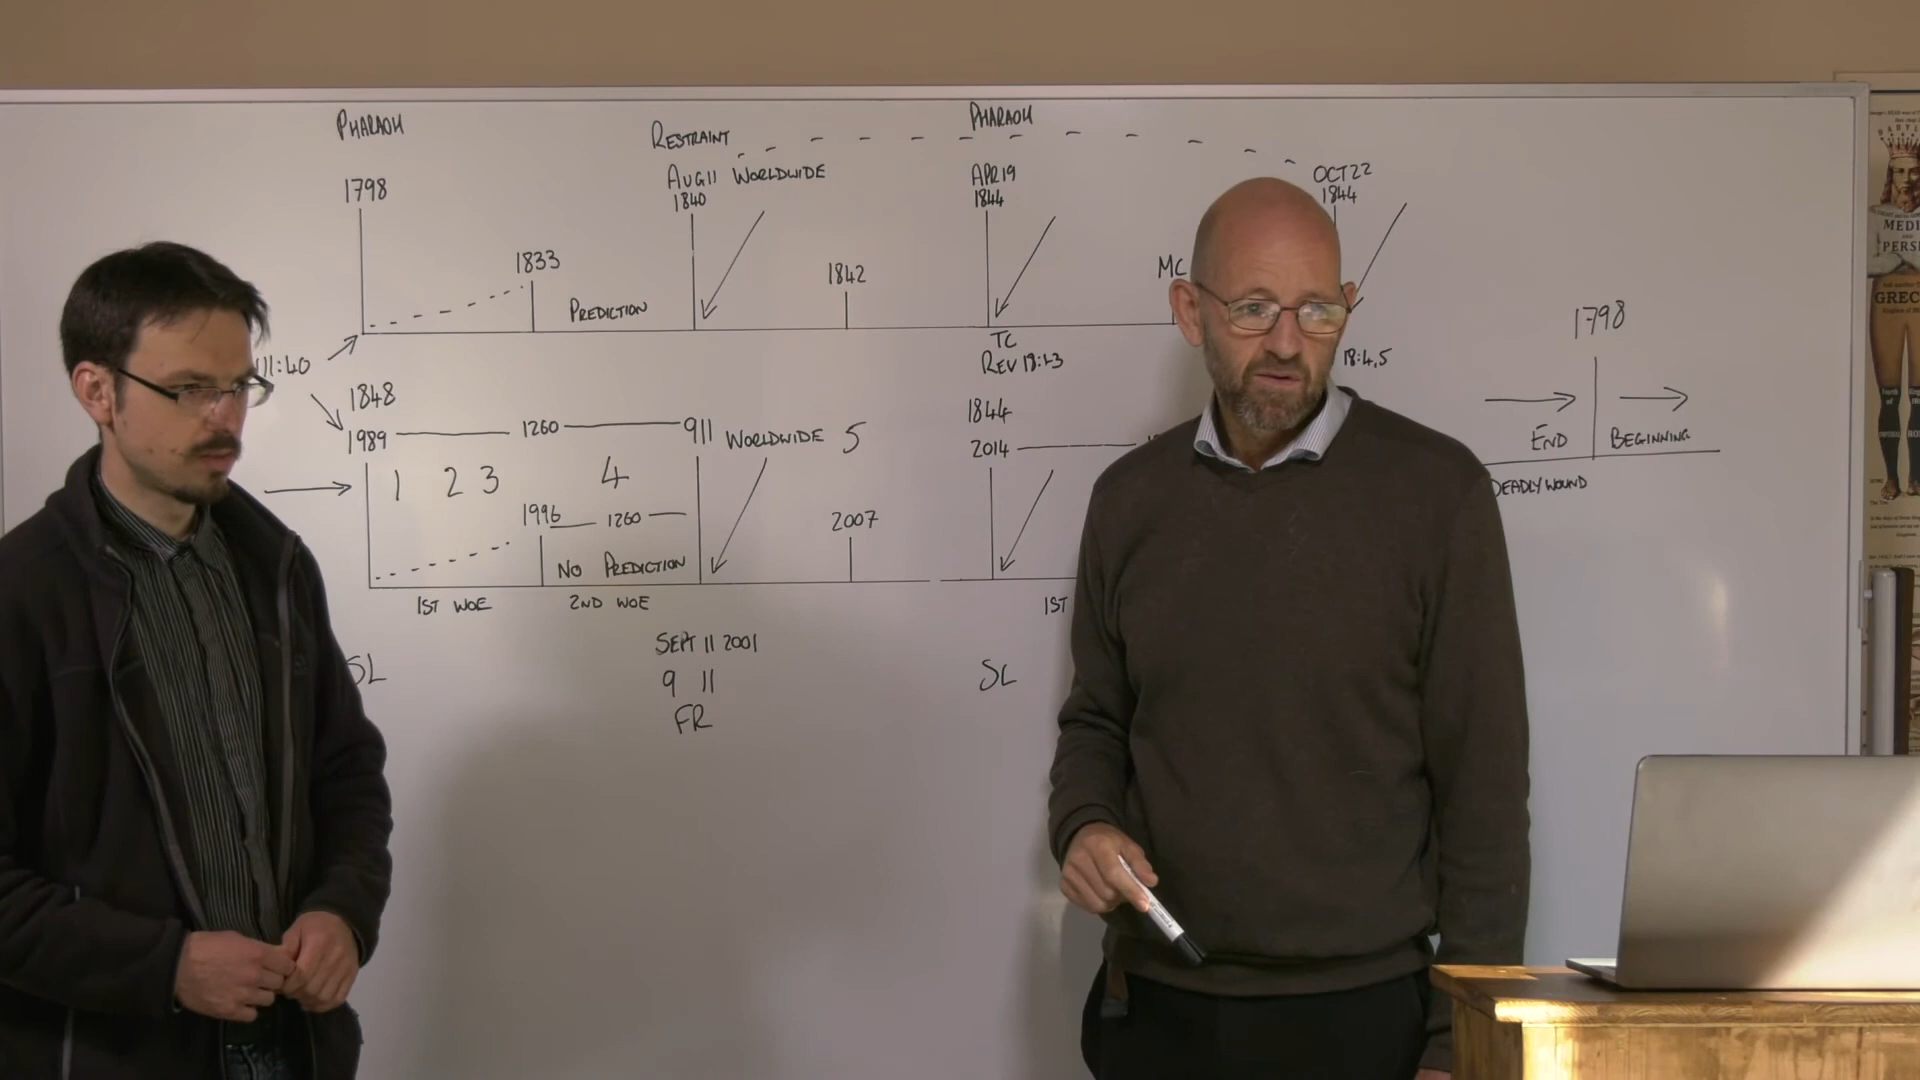 PHARAOH
RESTRAINT
PHARAOH
1798
AUG 11 WORLDWIDE
1840
APR 19
1844
OCT 22
1844
1833
PREDICTION
1842
MC
TC
REV 18:1-3
18:4,5
11:40
1848
1989 1260 911 WORLDWIDE 5
1844
2014
1 2 3 4
1996 1260
2007
NO PREDICTION
1ST WOE 2ND WOE
1ST
SEPT 11 2001
9 11
FR
SL
SL
1798
END BEGINNING
DEADLY WOUND
BABYL
MEDI
PERS
GREC